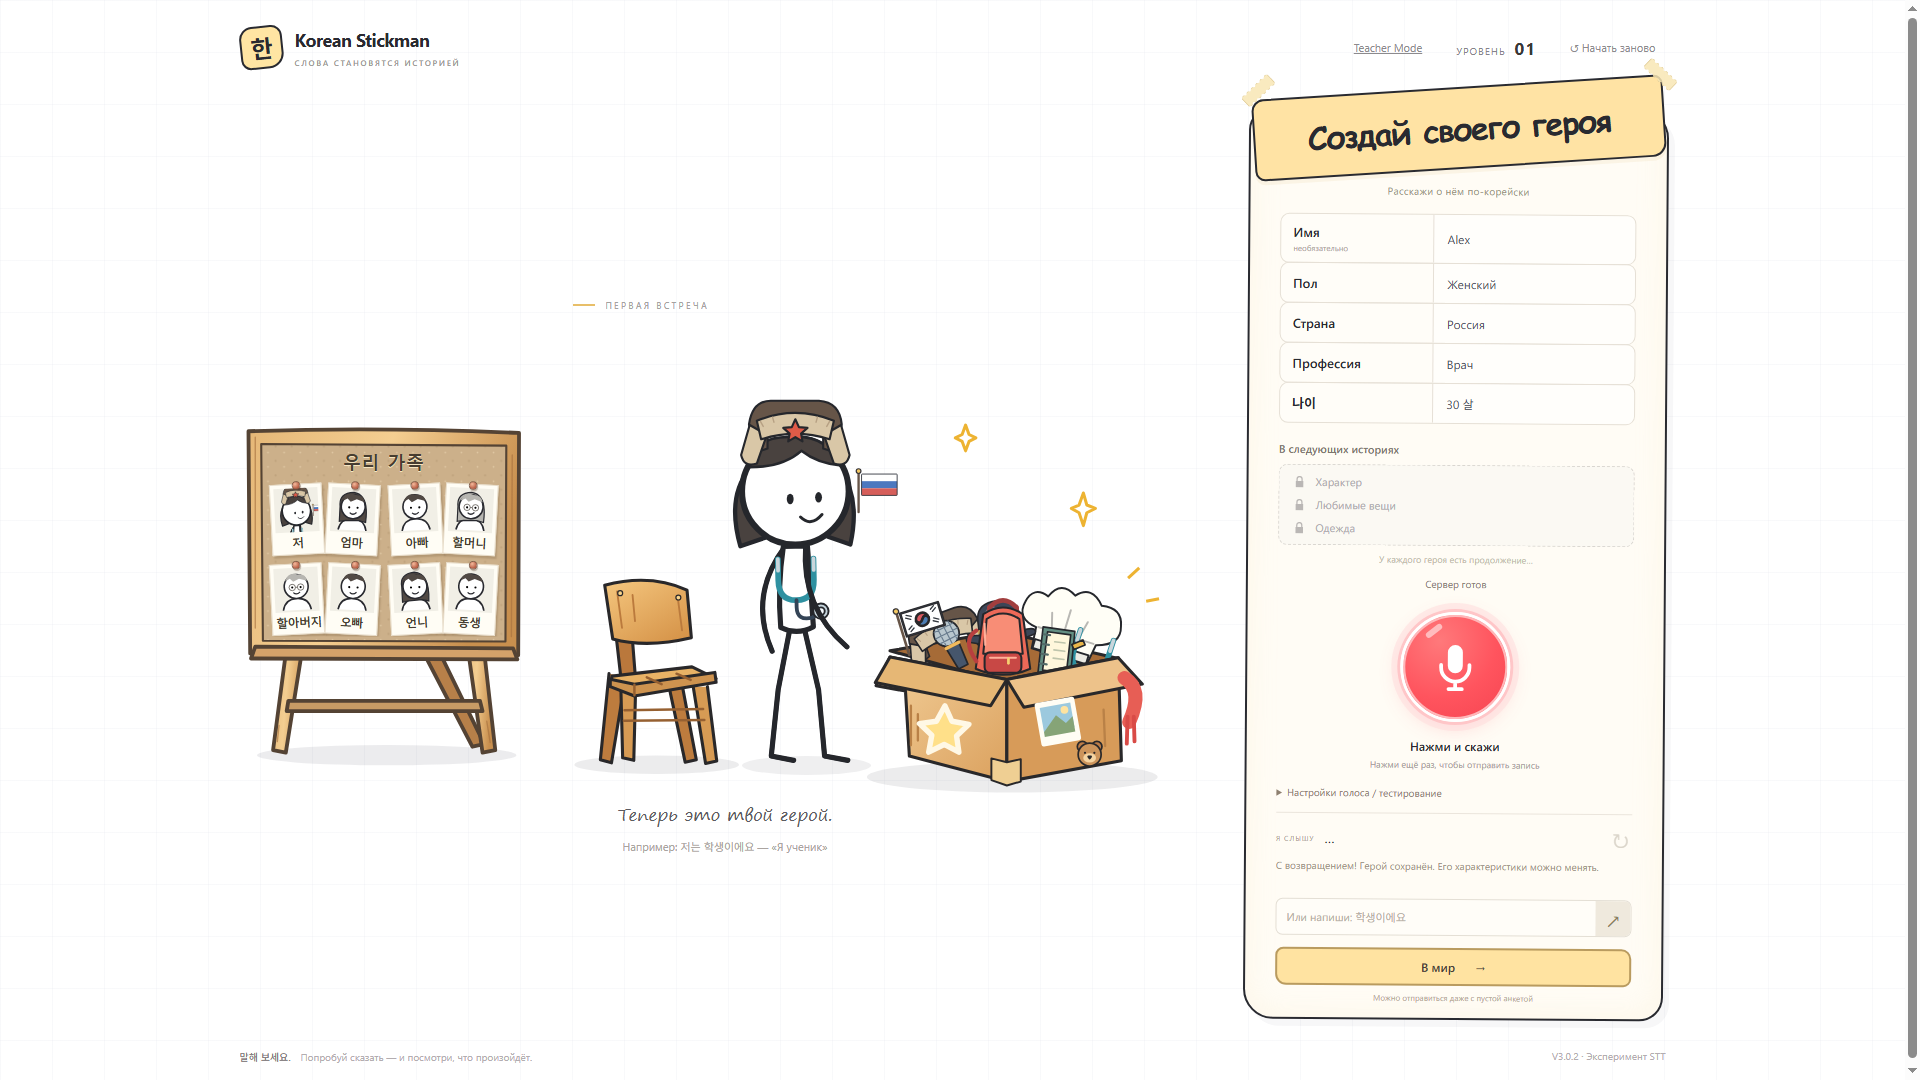 한
Korean Stickman
СЛОВА СТАНОВЯТСЯ ИСТОРИЕЙ
Teacher Mode
УРОВЕНЬ 01
↺ Начать заново
ПЕРВАЯ ВСТРЕЧА
우리 가족
저
엄마
아빠
할머니
할아버지
오빠
언니
동생
Теперь это твой герой.
Например: 저는 학생이에요 — «Я ученик»
Создай своего героя
Расскажи о нём по-корейски
Имя
необязательно
Alex
Пол
Женский
Страна
Россия
Профессия
Врач
나이
30 살
В следующих историях
Характер
Любимые вещи
Одежда
У каждого героя есть продолжение...
Сервер готов
Нажми и скажи
Нажми ещё раз, чтобы отправить запись
▶ Настройки голоса / тестирование
Я СЛЫШУ ...
С возвращением! Герой сохранён. Его характеристики можно менять.
Или напиши: 학생이에요
В мир →
Можно отправиться даже с пустой анкетой
말해 보세요. Попробуй сказать — и посмотри, что произойдёт.
V3.0.2 · Эксперимент STT